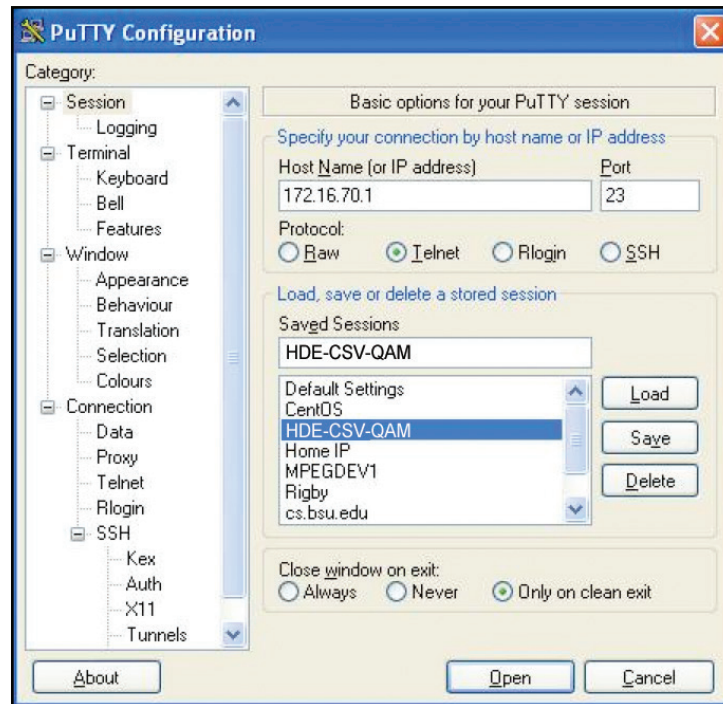 PuTTY Configuration
Category:
Session
Logging
Terminal
Keyboard
Bell
Features
Window
Appearance
Behaviour
Translation
Selection
Colours
Connection
Data
Proxy
Telnet
Rlogin
SSH
Kex
Auth
X11
Tunnels
Basic options for your PuTTY session
Specify your connection by host name or IP address
Host Name (or IP address) Port
172.16.70.1 23
Protocol:
Raw Telnet Rlogin SSH
Load, save or delete a stored session
Saved Sessions
HDE-CSV-QAM
Default Settings
CentOS
HDE-CSV-QAM
Home IP
MPEGDEV1
Rigby
cs.bsu.edu
Load
Save
Delete
Close window on exit:
Always Never Only on clean exit
About Open Cancel